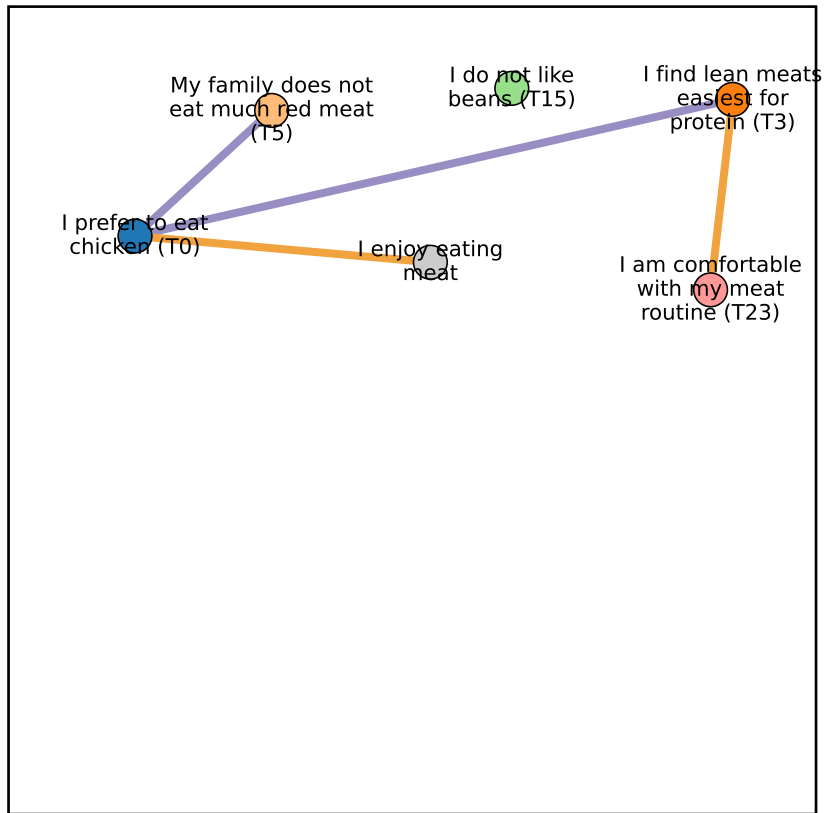 My family does not
eat much red meat
(T5)
I do not like
beans (T15)
I find lean meats
easiest for
protein (T3)
I prefer to eat
chicken (T0)
I enjoy eating
meat
I am comfortable
with my meat
routine (T23)